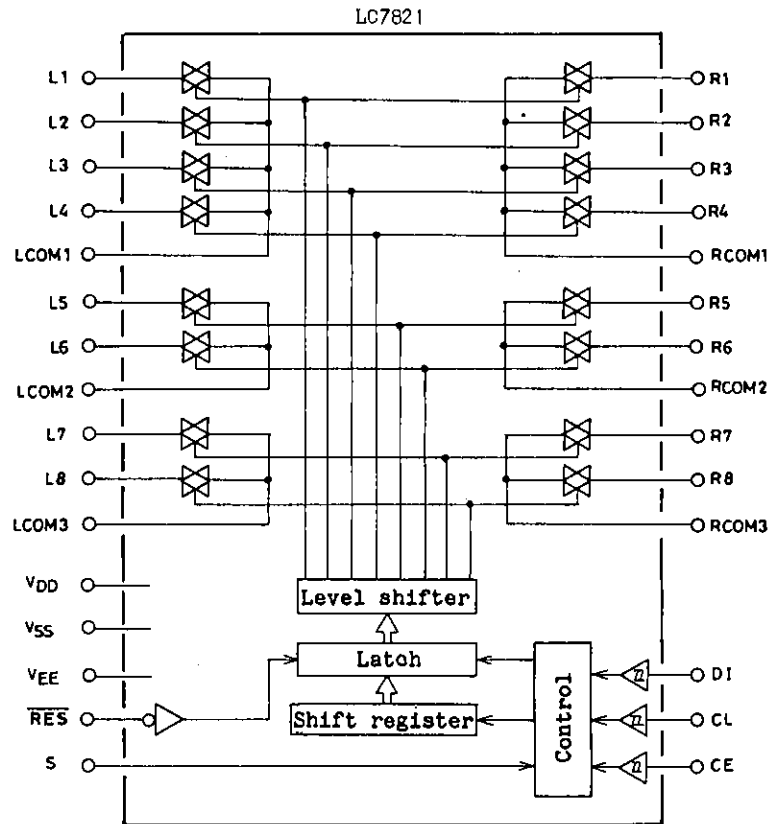 LC7821
L1 R1
L2 R2
L3 R3
L4 R4
LCOM1 RCOM1
L5 R5
L6 R6
LCOM2 RCOM2
L7 R7
L8 R8
LCOM3 RCOM3
VDD
Level shifter
VSS
Latch
VEE
DI
RES
Shift register
Control
CL
S
CE